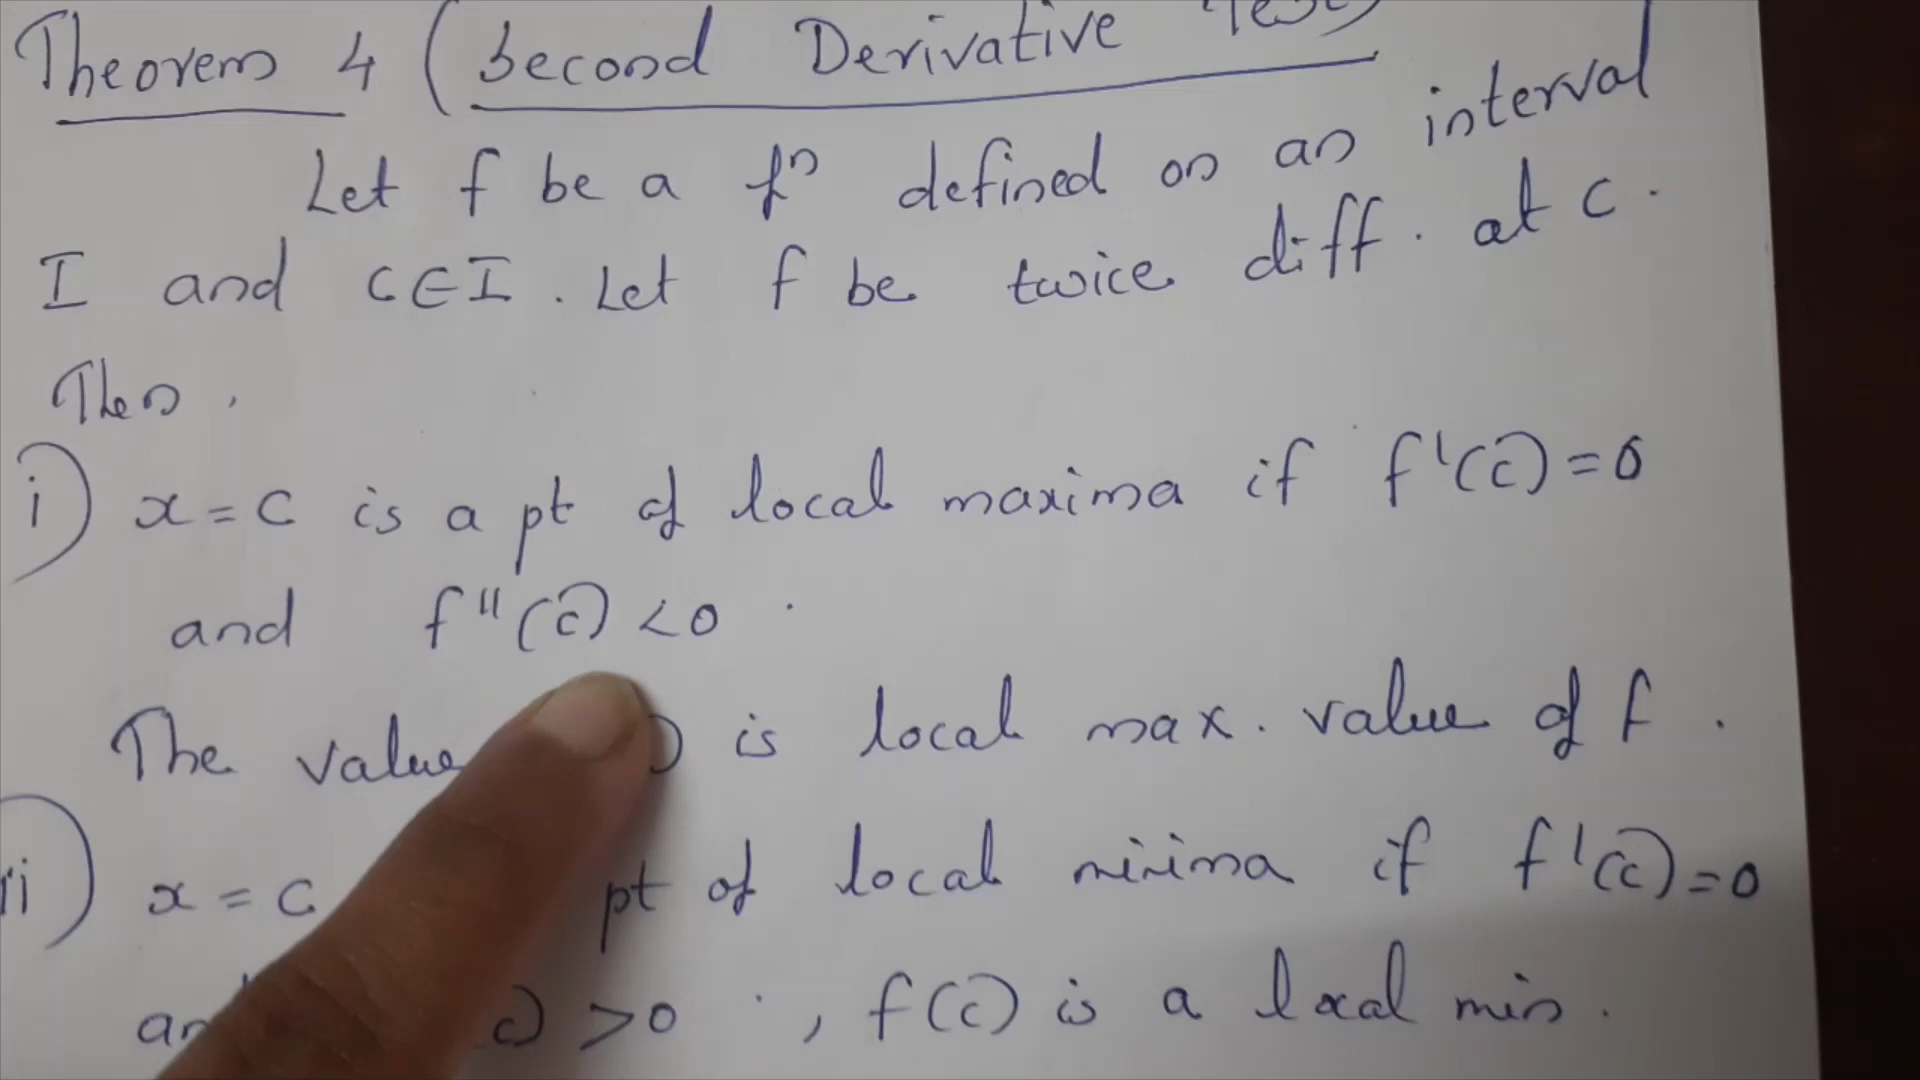 Theorem 4 (Second Derivative Test)
Let f be a fⁿ defined on an interval
I and c∈I. Let f be twice diff. at c.
Then,
i) x=c is a pt of local maxima if f'(c)=0
and f''(c) <0.
The value is local max. value of f.
ii) x=c pt of local minima if f'(c)=0
c) >0, f(c) is a local min.